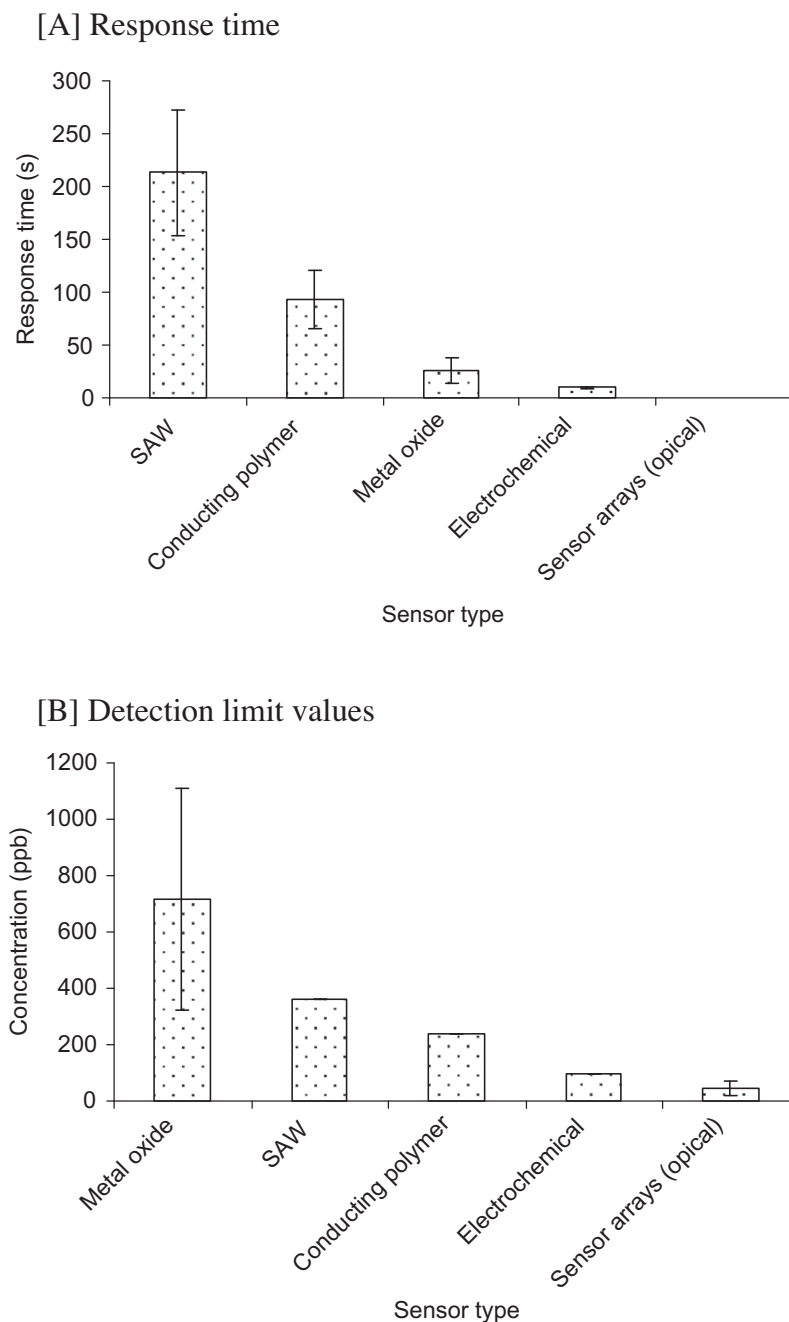 [A] Response time
300
250
200
150
100
50
0
Response time (s)
SAW
Conducting polymer
Metal oxide
Electrochemical
Sensor arrays (opical)
Sensor type
[B] Detection limit values
1200
1000
800
600
400
200
0
Concentration (ppb)
Metal oxide
SAW
Conducting polymer
Electrochemical
Sensor arrays (opical)
Sensor type